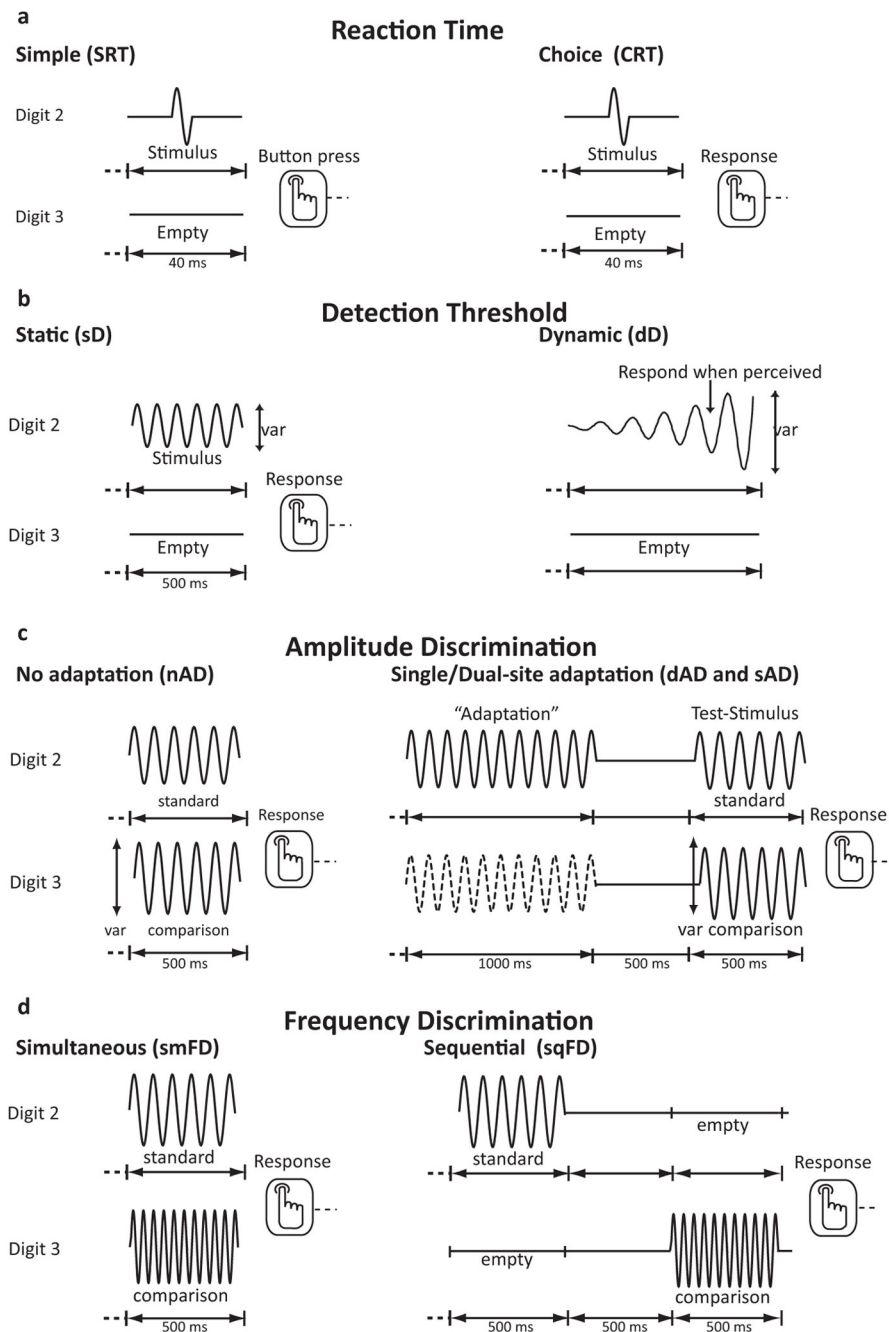 a
Reaction Time
Simple (SRT)
Choice (CRT)
Digit 2
Stimulus
Stimulus
Button press
Response
Digit 3
Empty
Empty
40 ms
40 ms
b
Detection Threshold
Static (sD)
Dynamic (dD)
Respond when perceived
Digit 2
var
var
Stimulus
Response
Digit 3
Empty
Empty
500 ms
c
Amplitude Discrimination
No adaptation (nAD)
Single/Dual-site adaptation (dAD and sAD)
“Adaptation”
Test-Stimulus
Digit 2
standard
standard
Response
Response
Digit 3
var
comparison
var comparison
500 ms
1000 ms
500 ms
500 ms
d
Frequency Discrimination
Simultaneous (smFD)
Sequential (sqFD)
Digit 2
empty
standard
standard
Response
Response
Digit 3
empty
comparison
comparison
500 ms
500 ms
500 ms
500 ms